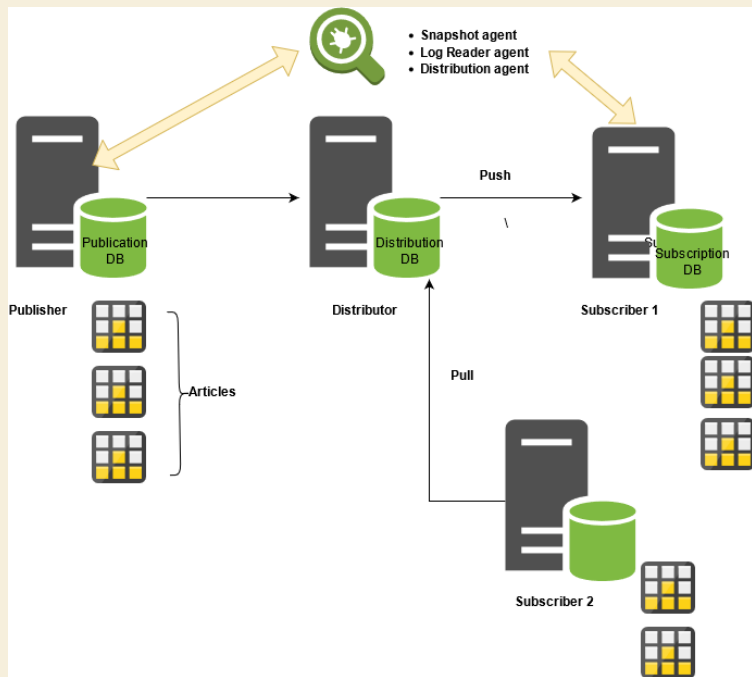 • Snapshot agent
• Log Reader agent
• Distribution agent
Push
\
Publication
DB
Distribution
DB
Su
Subscription
DB
Publisher
Distributor
Subscriber 1
Articles
Pull
Subscriber 2